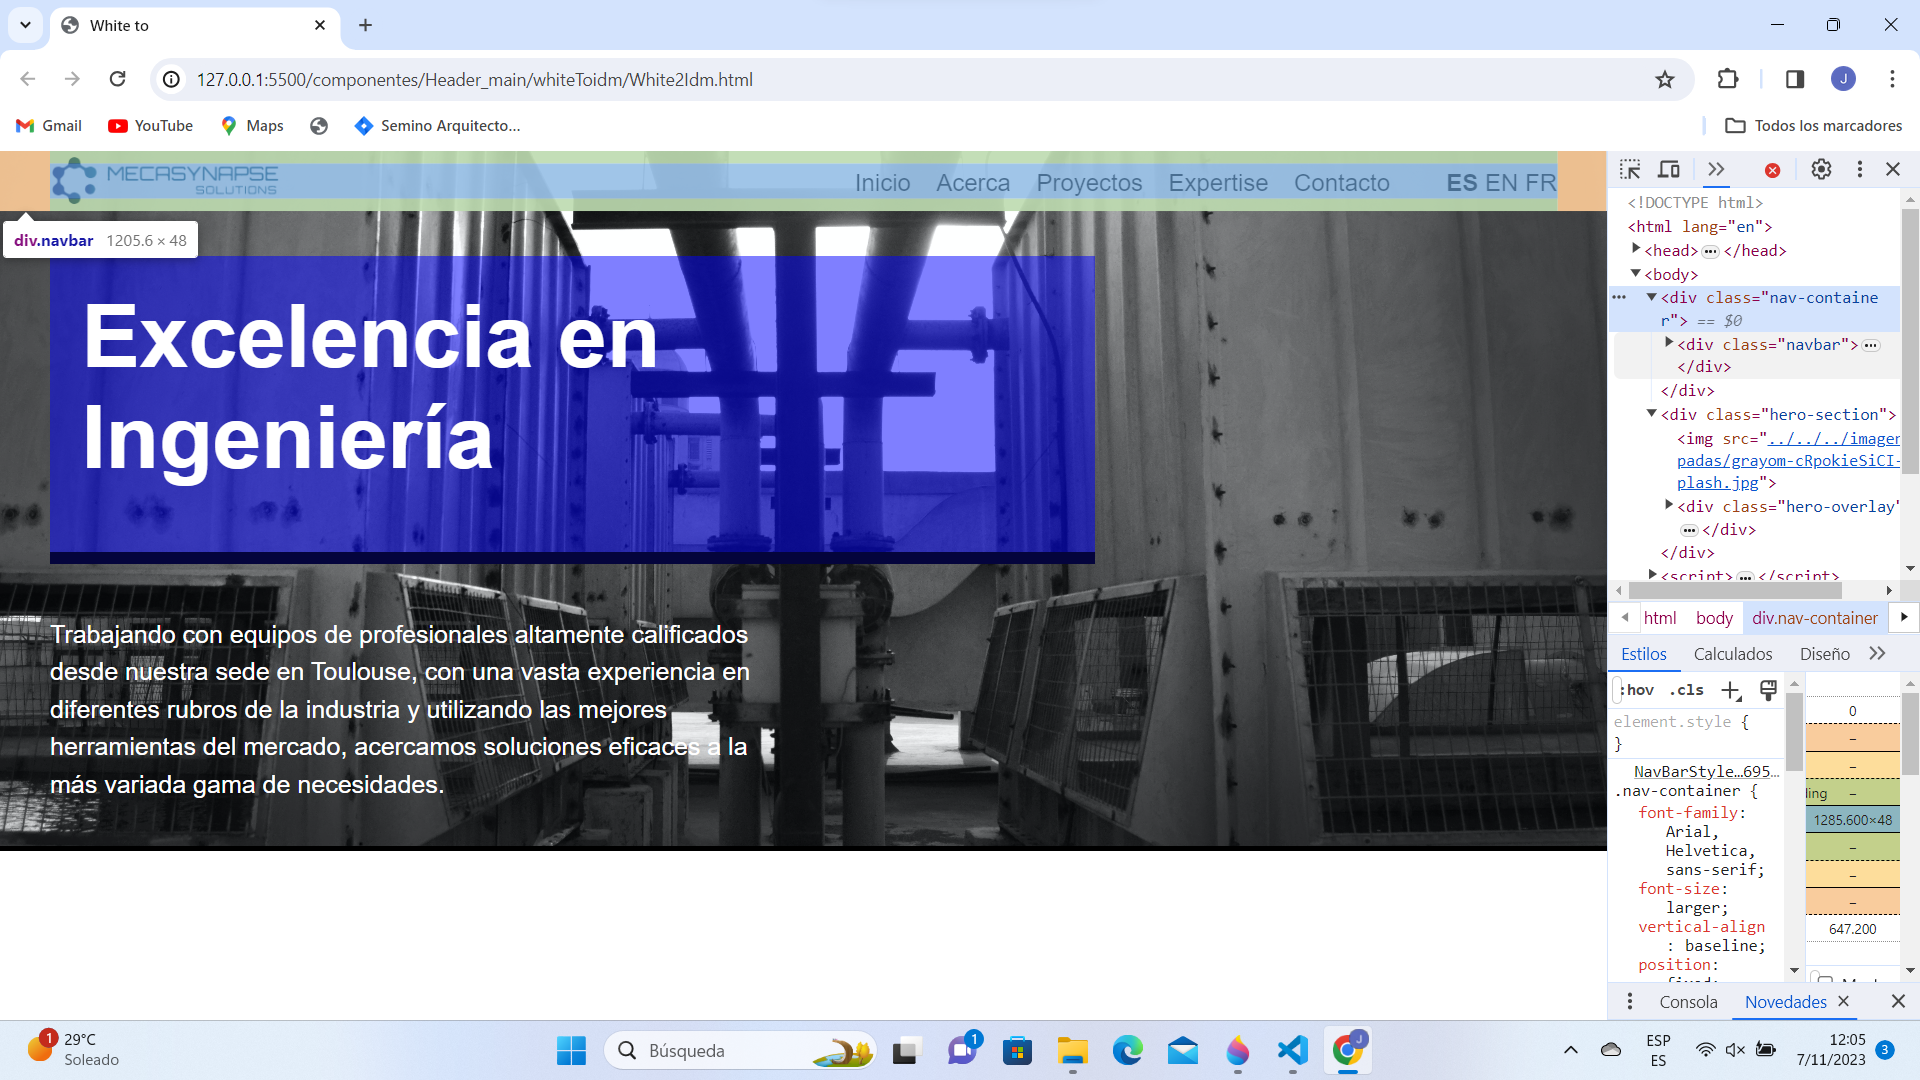 White to
127.0.0.1:5500/componentes/Header_main/whiteToidm/White2Idm.html
J
Gmail
YouTube
Maps
Semino Arquitecto...
Todos los marcadores
MECASYNAPSE
SOLUTIONS
Inicio
Acerca
Proyectos
Expertise
Contacto
ES EN FR
div.navbar 1205.6 × 48
Excelencia en
Ingeniería
Trabajando con equipos de profesionales altamente calificados
desde nuestra sede en Toulouse, con una vasta experiencia en
diferentes rubros de la industria y utilizando las mejores
herramientas del mercado, acercamos soluciones eficaces a la
más variada gama de necesidades.
<!DOCTYPE html>
<html lang="en">
<head> ••• </head>
<body>
••• <div class="nav-containe
r"> == $0
<div class="navbar"> •••
</div>
</div>
<div class="hero-section">
<img src="../../../imager
padas/grayom-cRpokieSiCI-
plash.jpg">
<div class="hero-overlay"
••• </div>
</div>
<script> ••• </script>
html
body
div.nav-container
Estilos
Calculados
Diseño
:hov
.cls
element.style {
}
NavBarStyle…695…
.nav-container {
font-family:
Arial,
Helvetica,
sans-serif;
font-size:
larger;
vertical-align
: baseline;
position:
fixed;
0
–
–
ling –
1285.600×48
–
–
–
647.200
Consola
Novedades
1
29°C
Soleado
Búsqueda
1
J
ESP
ES
12:05
7/11/2023
3